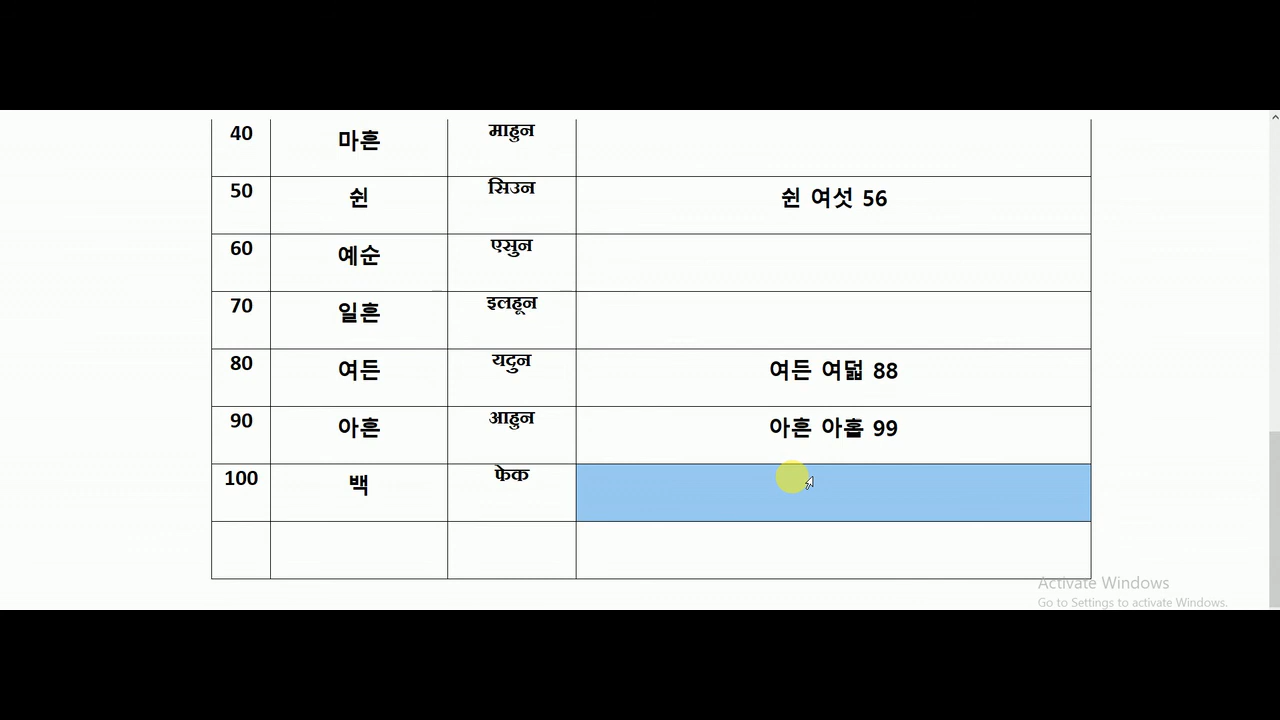 40 마흔 माहुन
50 쉰 सिउन 쉰 여섯 56
60 예순 एसुन
70 일흔 इलहून
80 여든 यदुन 여든 여덟 88
90 아흔 आहुन 아흔 아홉 99
100 백 फेक
Activate Windows
Go to Settings to activate Windows.